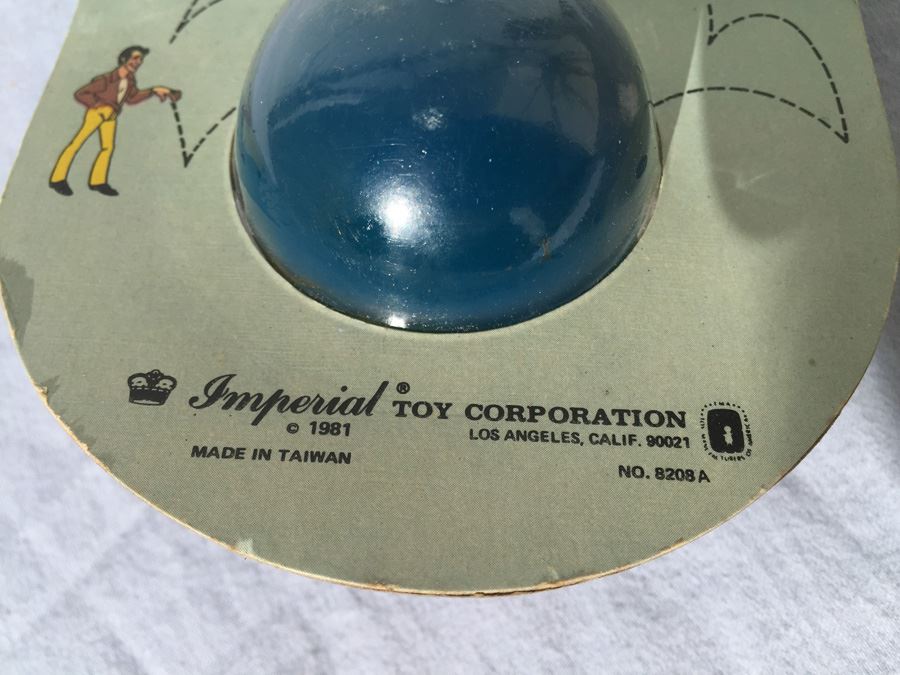 Imperial® TOY CORPORATION
© 1981
LOS ANGELES, CALIF. 90021
MADE IN TAIWAN
NO. 8208A